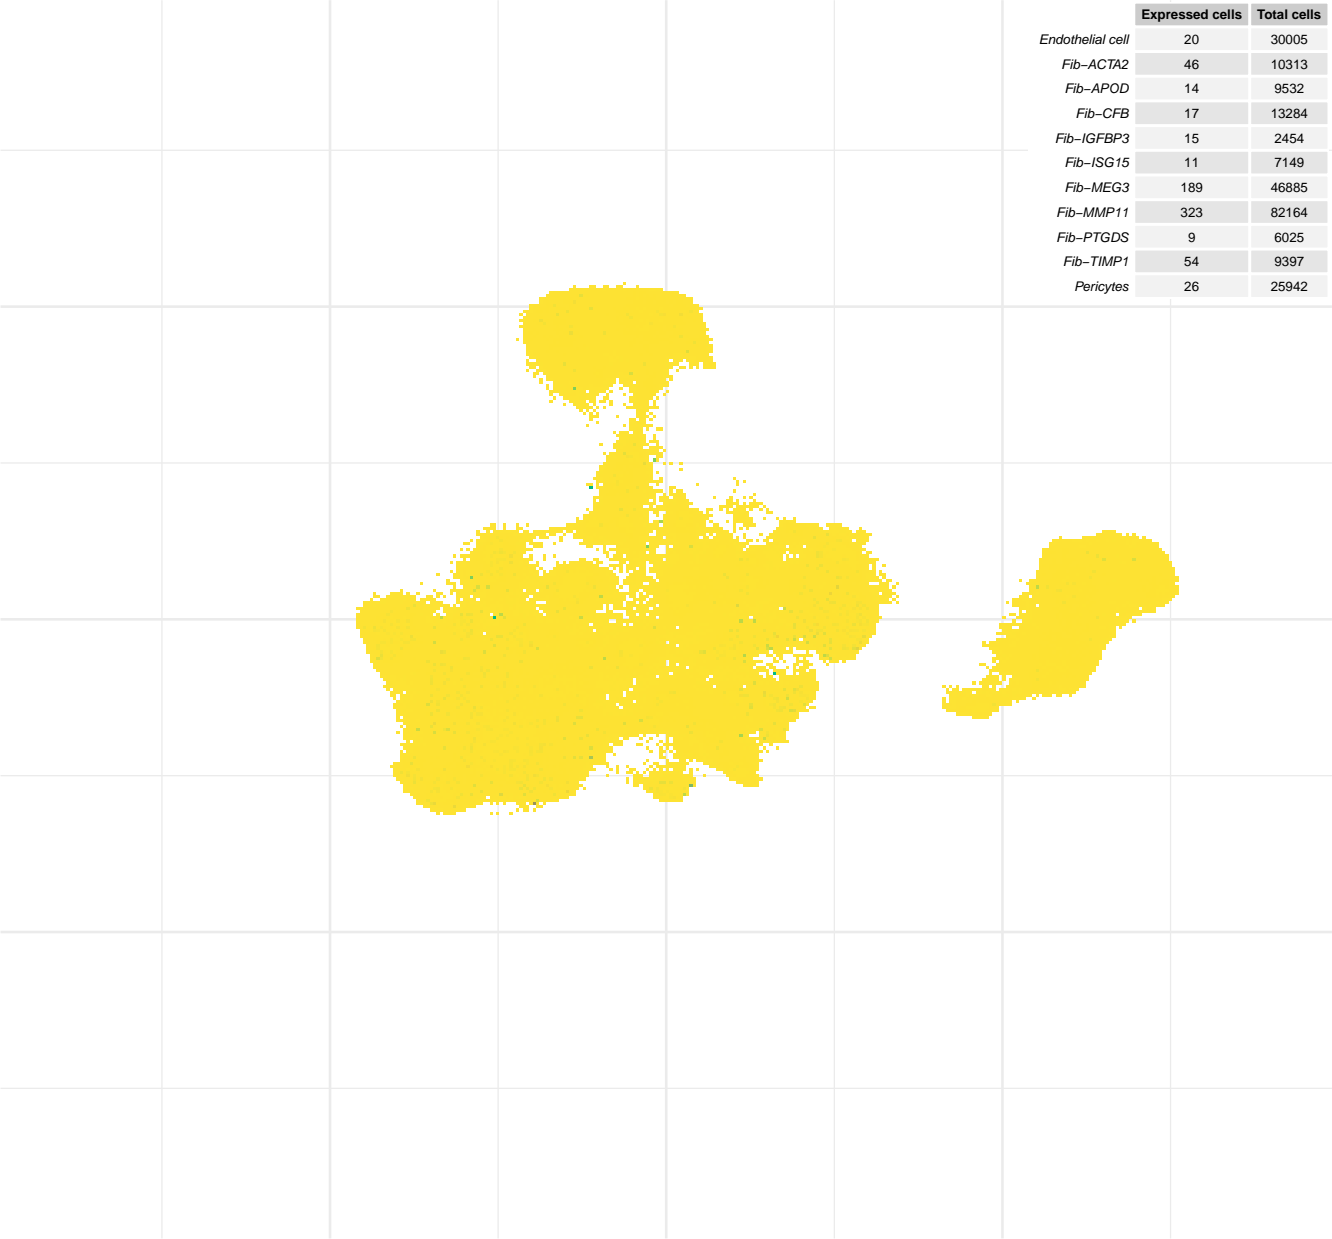 Expressed cells Total cells
Endothelial cell 20 30005
Fib−ACTA2 46 10313
Fib−APOD 14 9532
Fib−CFB 17 13284
Fib−IGFBP3 15 2454
Fib−ISG15 11 7149
Fib−MEG3 189 46885
Fib−MMP11 323 82164
Fib−PTGDS 9 6025
Fib−TIMP1 54 9397
Pericytes 26 25942